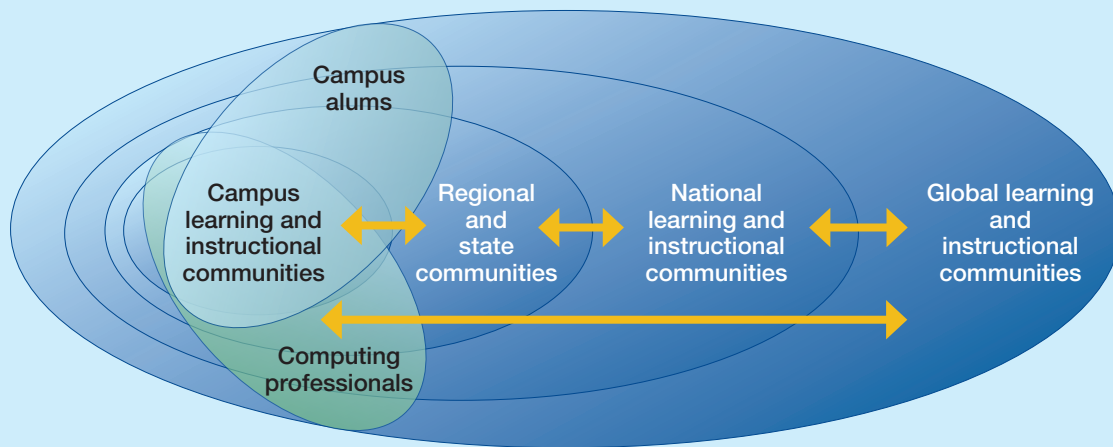 Campus
alums
Campus
learning and
instructional
communities
Regional
and
state
communities
National
learning and
instructional
communities
Global learning
and
instructional
communities
Computing
professionals